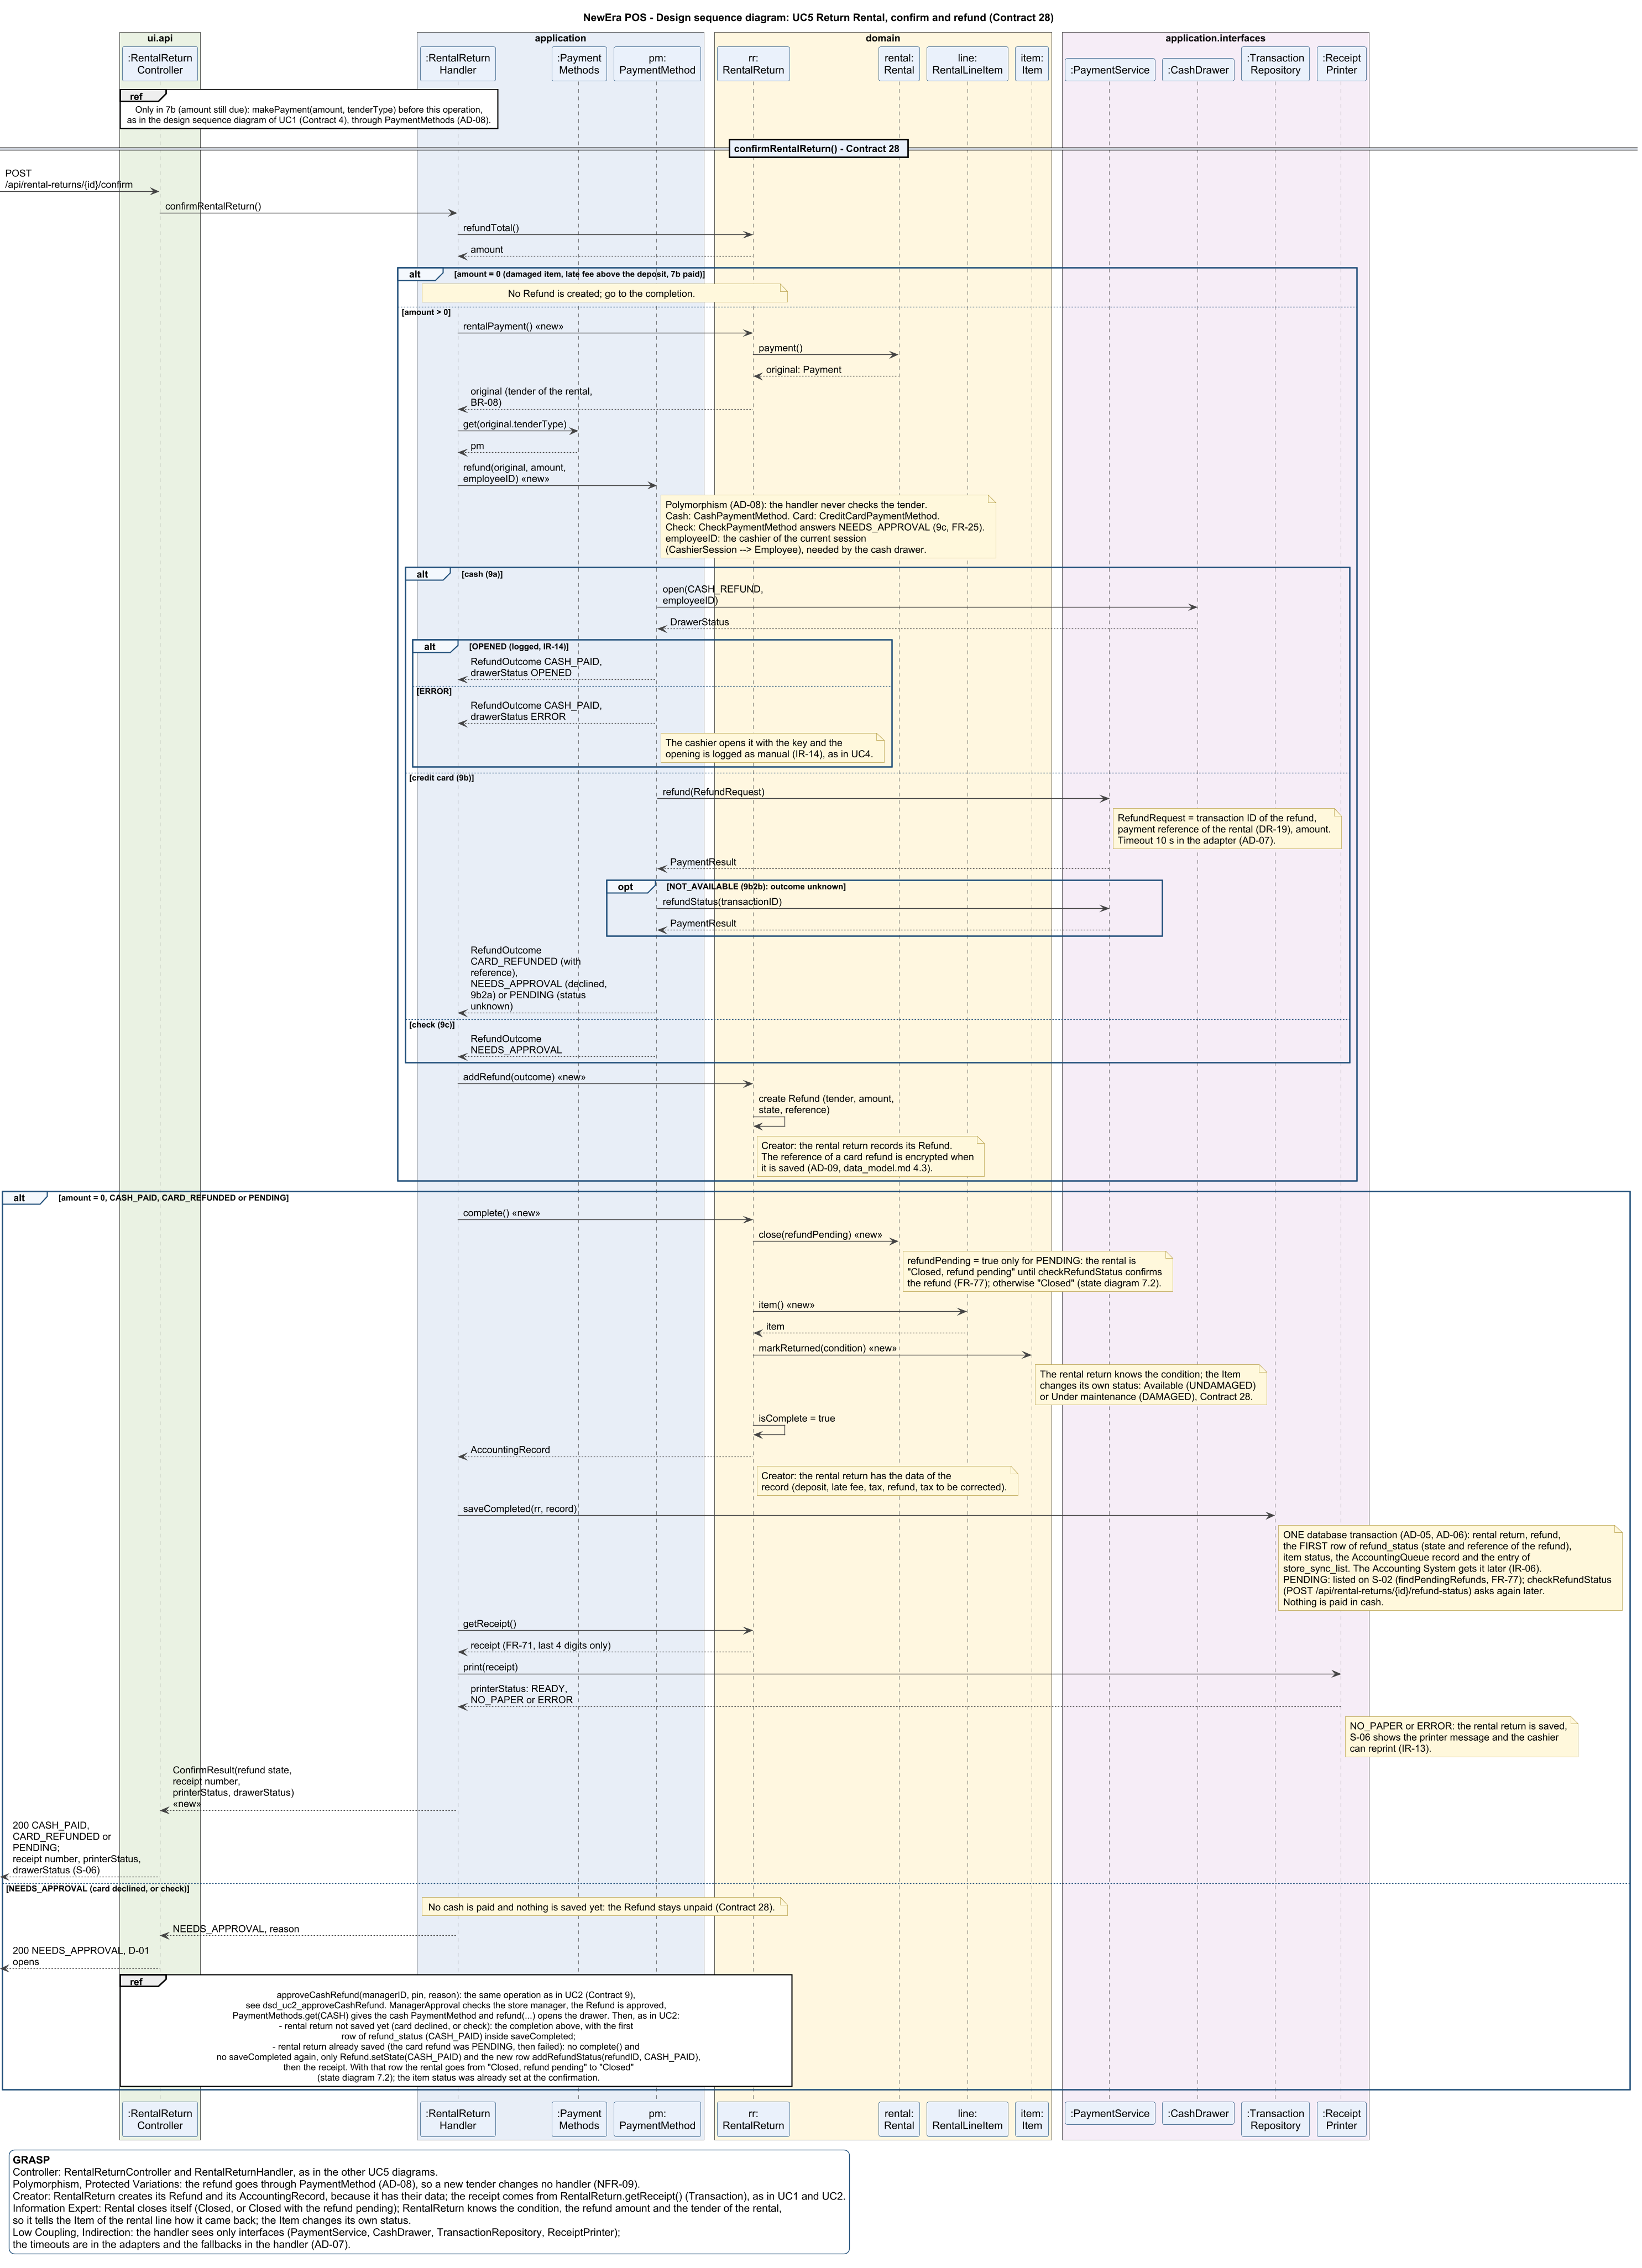 NewEra POS - Design sequence diagram: UC5 Return Rental, confirm and refund (Contract 28)
ui.api
application
domain
application.interfaces
:RentalReturn
Controller
:RentalReturn
Handler
:Payment
Methods
pm:
PaymentMethod
rr:
RentalReturn
rental:
Rental
line:
RentalLineItem
item:
Item
:PaymentService
:CashDrawer
:Transaction
Repository
:Receipt
Printer
ref
Only in 7b (amount still due): makePayment(amount, tenderType) before this operation,
as in the design sequence diagram of UC1 (Contract 4), through PaymentMethods (AD-08).
confirmRentalReturn() - Contract 28
POST
/api/rental-returns/{id}/confirm
confirmRentalReturn()
refundTotal()
amount
alt
[amount = 0 (damaged item, late fee above the deposit, 7b paid)]
No Refund is created; go to the completion.
[amount > 0]
rentalPayment() «new»
payment()
original: Payment
original (tender of the rental,
BR-08)
get(original.tenderType)
pm
refund(original, amount,
employeeID) «new»
Polymorphism (AD-08): the handler never checks the tender.
Cash: CashPaymentMethod. Card: CreditCardPaymentMethod.
Check: CheckPaymentMethod answers NEEDS_APPROVAL (9c, FR-25).
employeeID: the cashier of the current session
(CashierSession --> Employee), needed by the cash drawer.
alt
[cash (9a)]
open(CASH_REFUND,
employeeID)
DrawerStatus
alt
[OPENED (logged, IR-14)]
RefundOutcome CASH_PAID,
drawerStatus OPENED
[ERROR]
RefundOutcome CASH_PAID,
drawerStatus ERROR
The cashier opens it with the key and the
opening is logged as manual (IR-14), as in UC4.
[credit card (9b)]
refund(RefundRequest)
RefundRequest = transaction ID of the refund,
payment reference of the rental (DR-19), amount.
Timeout 10 s in the adapter (AD-07).
PaymentResult
opt
[NOT_AVAILABLE (9b2b): outcome unknown]
refundStatus(transactionID)
PaymentResult
RefundOutcome
CARD_REFUNDED (with
reference),
NEEDS_APPROVAL (declined,
9b2a) or PENDING (status
unknown)
[check (9c)]
RefundOutcome
NEEDS_APPROVAL
addRefund(outcome) «new»
create Refund (tender, amount,
state, reference)
Creator: the rental return records its Refund.
The reference of a card refund is encrypted when
it is saved (AD-09, data_model.md 4.3).
alt
[amount = 0, CASH_PAID, CARD_REFUNDED or PENDING]
complete() «new»
close(refundPending) «new»
refundPending = true only for PENDING: the rental is
"Closed, refund pending" until checkRefundStatus confirms
the refund (FR-77); otherwise "Closed" (state diagram 7.2).
item() «new»
item
markReturned(condition) «new»
The rental return knows the condition; the Item
changes its own status: Available (UNDAMAGED)
or Under maintenance (DAMAGED), Contract 28.
isComplete = true
AccountingRecord
Creator: the rental return has the data of the
record (deposit, late fee, tax, refund, tax to be corrected).
saveCompleted(rr, record)
ONE database transaction (AD-05, AD-06): rental return, refund,
the FIRST row of refund_status (state and reference of the refund),
item status, the AccountingQueue record and the entry of
store_sync_list. The Accounting System gets it later (IR-06).
PENDING: listed on S-02 (findPendingRefunds, FR-77); checkRefundStatus
(POST /api/rental-returns/{id}/refund-status) asks again later.
Nothing is paid in cash.
getReceipt()
receipt (FR-71, last 4 digits only)
print(receipt)
printerStatus: READY,
NO_PAPER or ERROR
NO_PAPER or ERROR: the rental return is saved,
S-06 shows the printer message and the cashier
can reprint (IR-13).
ConfirmResult(refund state,
receipt number,
printerStatus, drawerStatus)
«new»
200 CASH_PAID,
CARD_REFUNDED or
PENDING;
receipt number, printerStatus,
drawerStatus (S-06)
[NEEDS_APPROVAL (card declined, or check)]
No cash is paid and nothing is saved yet: the Refund stays unpaid (Contract 28).
NEEDS_APPROVAL, reason
200 NEEDS_APPROVAL, D-01
opens
ref
approveCashRefund(managerID, pin, reason): the same operation as in UC2 (Contract 9),
see dsd_uc2_approveCashRefund. ManagerApproval checks the store manager, the Refund is approved,
PaymentMethods.get(CASH) gives the cash PaymentMethod and refund(...) opens the drawer. Then, as in UC2:
- rental return not saved yet (card declined, or check): the completion above, with the first
row of refund_status (CASH_PAID) inside saveCompleted;
- rental return already saved (the card refund was PENDING, then failed): no complete() and
no saveCompleted again, only Refund.setState(CASH_PAID) and the new row addRefundStatus(refundID, CASH_PAID),
then the receipt. With that row the rental goes from "Closed, refund pending" to "Closed"
(state diagram 7.2); the item status was already set at the confirmation.
:RentalReturn
Controller
:RentalReturn
Handler
:Payment
Methods
pm:
PaymentMethod
rr:
RentalReturn
rental:
Rental
line:
RentalLineItem
item:
Item
:PaymentService
:CashDrawer
:Transaction
Repository
:Receipt
Printer
GRASP
Controller: RentalReturnController and RentalReturnHandler, as in the other UC5 diagrams.
Polymorphism, Protected Variations: the refund goes through PaymentMethod (AD-08), so a new tender changes no handler (NFR-09).
Creator: RentalReturn creates its Refund and its AccountingRecord, because it has their data; the receipt comes from RentalReturn.getReceipt() (Transaction), as in UC1 and UC2.
Information Expert: Rental closes itself (Closed, or Closed with the refund pending); RentalReturn knows the condition, the refund amount and the tender of the rental,
so it tells the Item of the rental line how it came back; the Item changes its own status.
Low Coupling, Indirection: the handler sees only interfaces (PaymentService, CashDrawer, TransactionRepository, ReceiptPrinter);
the timeouts are in the adapters and the fallbacks in the handler (AD-07).